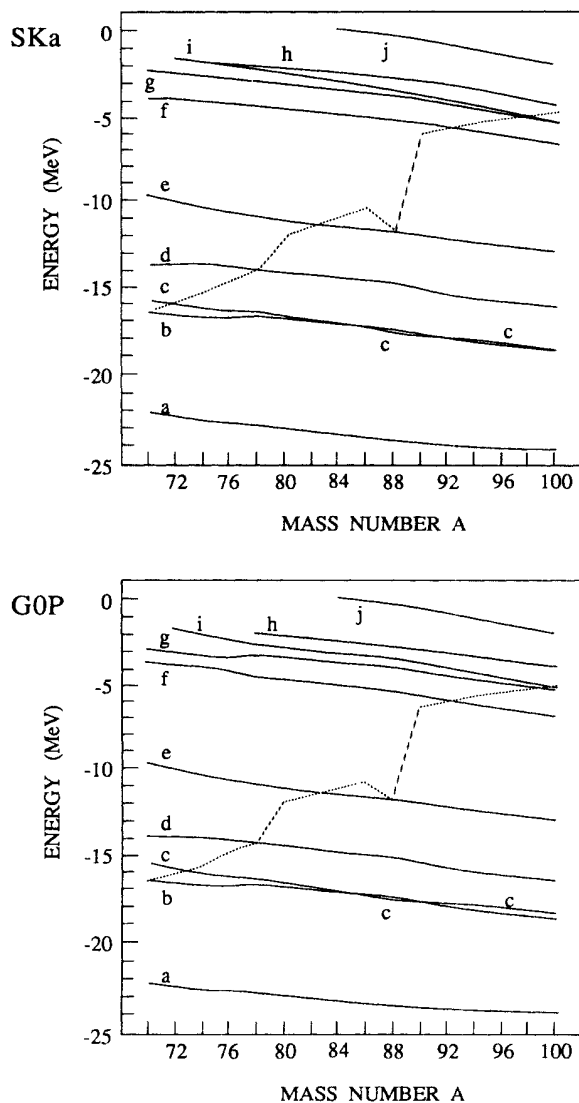 SKa
0
-5
-10
-15
-20
-25
ENERGY (MeV)
i
h
j
g
f
e
d
c
b
c
c
a
72 76 80 84 88 92 96 100
MASS NUMBER A
G0P
0
-5
-10
-15
-20
-25
ENERGY (MeV)
i
h
j
g
f
e
d
c
b
c
c
a
72 76 80 84 88 92 96 100
MASS NUMBER A